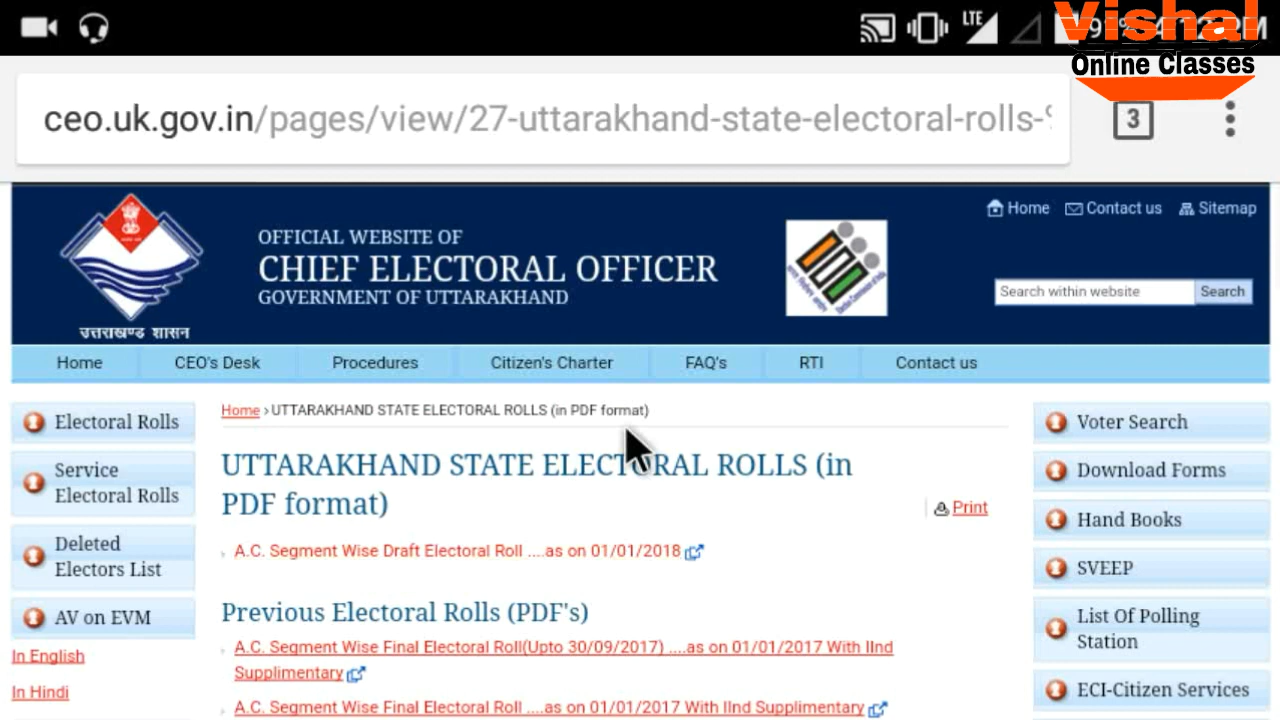 LTE
Vishal
Online Classes
ceo.uk.gov.in/pages/view/27-uttarakhand-state-electoral-rolls-
3
Home
Contact us
Sitemap
OFFICIAL WEBSITE OF
CHIEF ELECTORAL OFFICER
GOVERNMENT OF UTTARAKHAND
उत्तराखण्ड शासन
Search within website
Search
Home
CEO's Desk
Procedures
Citizen's Charter
FAQ's
RTI
Contact us
Electoral Rolls
Service
Electoral Rolls
Deleted
Electors List
AV on EVM
In English
In Hindi
Home › UTTARAKHAND STATE ELECTORAL ROLLS (in PDF format)
UTTARAKHAND STATE ELECTORAL ROLLS (in
PDF format)
Print
A.C. Segment Wise Draft Electoral Roll ....as on 01/01/2018
Previous Electoral Rolls (PDF's)
A.C. Segment Wise Final Electoral Roll(Upto 30/09/2017) ....as on 01/01/2017 With IInd
Supplimentary
A.C. Segment Wise Final Electoral Roll ....as on 01/01/2017 With IInd Supplimentary
Voter Search
Download Forms
Hand Books
SVEEP
List Of Polling
Station
ECI-Citizen Services